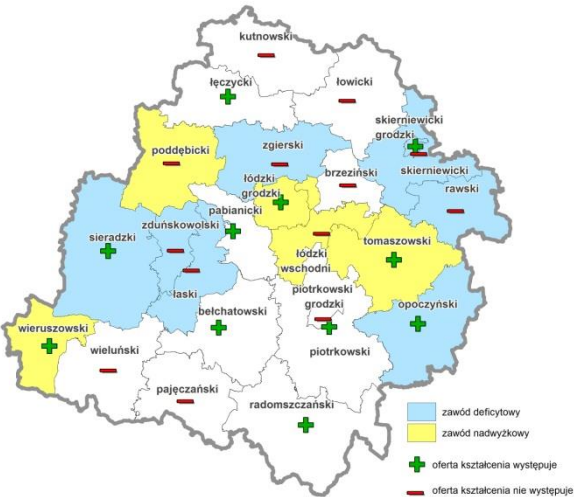 kutnowski
łęczycki
łowicki
skierniewicki
grodzki
poddębicki
zgierski
brzeziński
skierniewicki
rawski
łódzki
grodzki
pabianicki
zduńskowolski
sieradzki
tomaszowski
łódzki
wschodni
łaski
piotrkowski
grodzki
opoczyński
bełchatowski
wieruszowski
wieluński
piotrkowski
pajęczański
radomszczański
zawód deficytowy
zawód nadwyżkowy
oferta kształcenia występuje
oferta kształcenia nie występuje